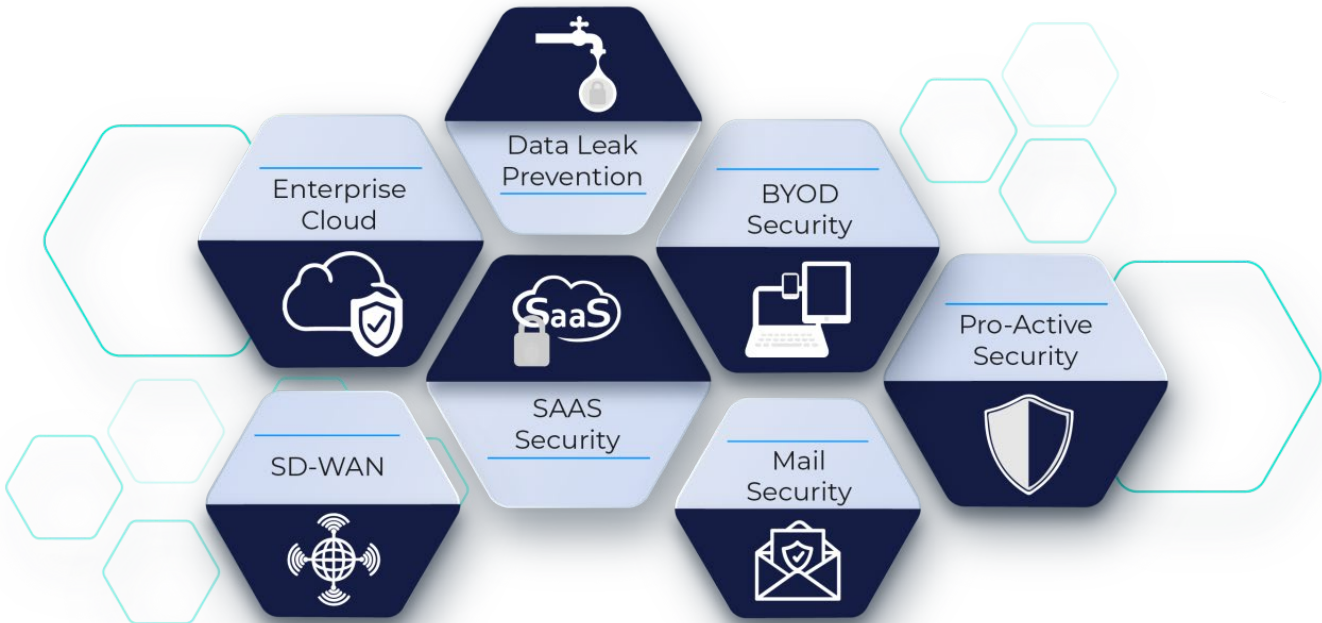 Data Leak
Prevention
Enterprise
Cloud
BYOD
Security
SaaS
Pro-Active
Security
SAAS
Security
SD-WAN
Mail
Security